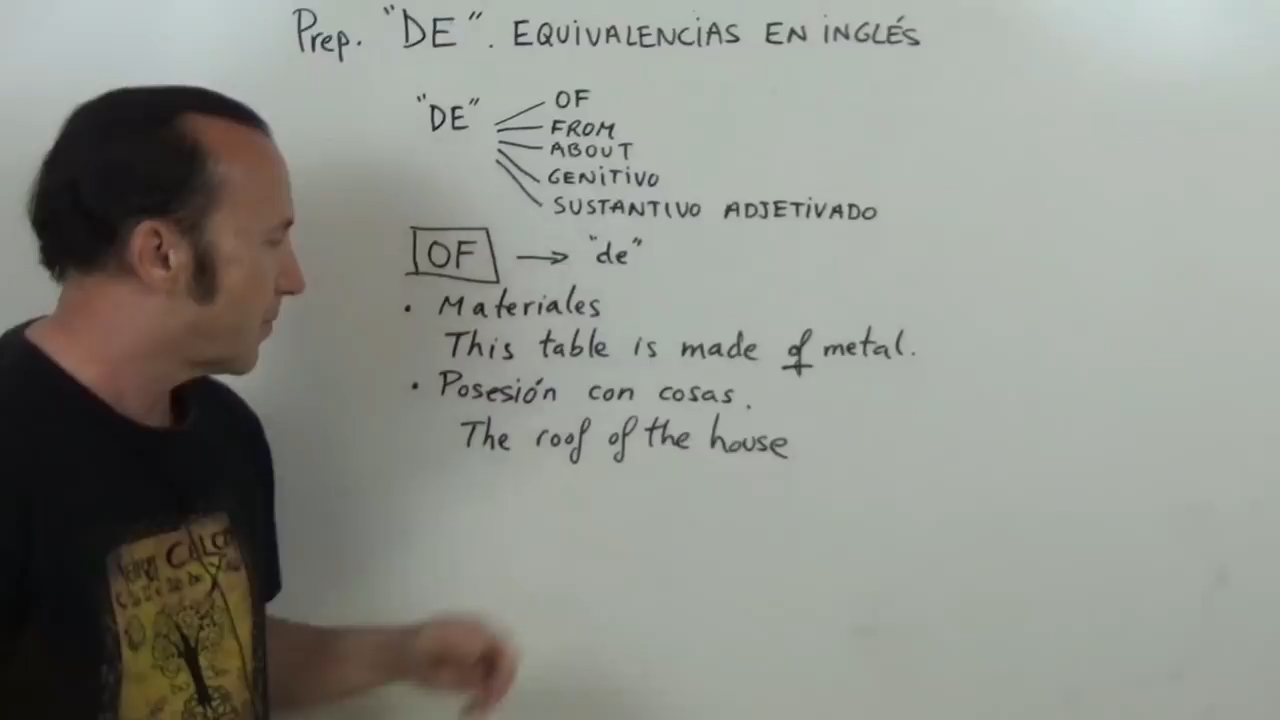 Prep. "DE". EQUIVALENCIAS EN INGLÉS
"DE"
OF
FROM
ABOUT
GENITIVO
SUSTANTIVO ADJETIVADO
OF → "de"
• Materiales
This table is made of metal.
• Posesión con cosas.
The roof of the house